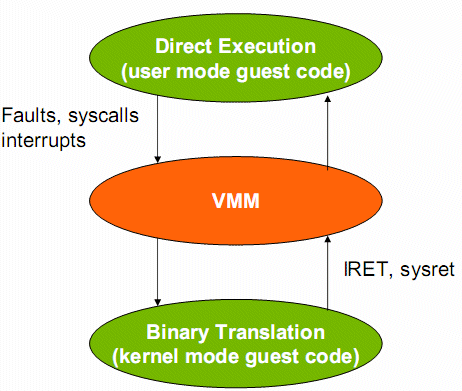 Direct Execution
(user mode guest code)
Faults, syscalls
interrupts
VMM
IRET, sysret
Binary Translation
(kernel mode guest code)